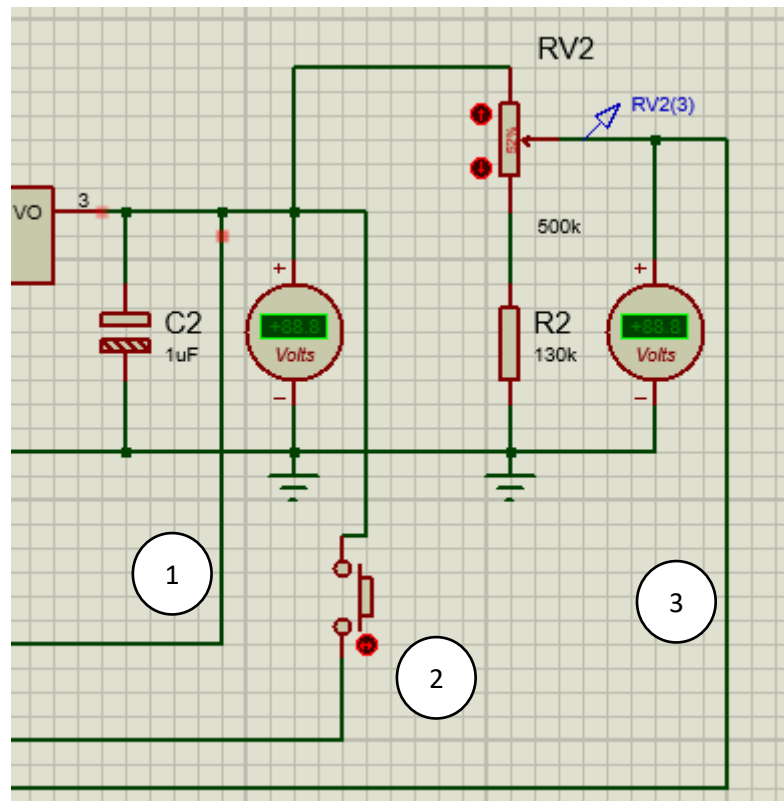 RV2
RV2(3)
52%
500k
VO
3
C2
1uF
+
+88.8
Volts
−
R2
130k
+
+88.8
Volts
−
1
2
3